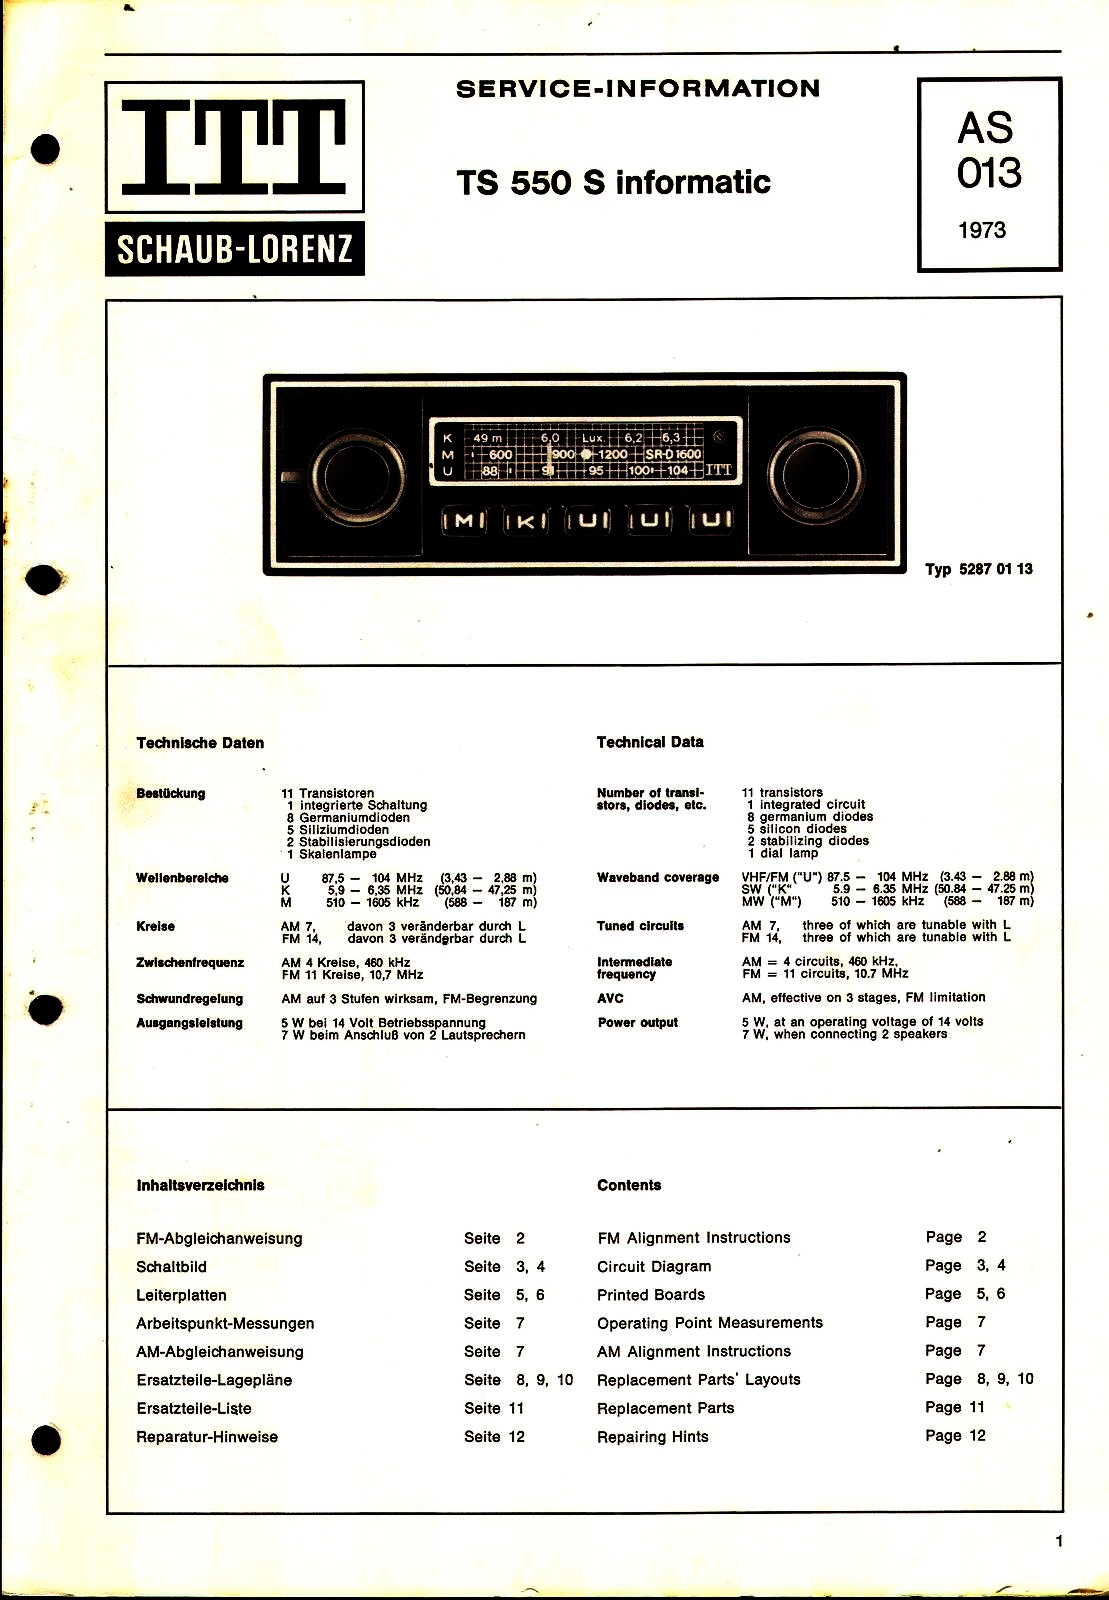 SERVICE-INFORMATION
ITT
SCHAUB-LORENZ
TS 550 S informatic
AS
013
1973
K 49 m 6,0 Lux. 6,2 6,3
M 600 900 1200 SR-D 1600
U 88 91 95 100 104 ITT
M K U U U
Typ 5287 01 13
Technische Daten
Bestückung 11 Transistoren
1 integrierte Schaltung
8 Germaniumdioden
5 Siliziumdioden
2 Stabilisierungsdioden
1 Skalenlampe
Wellenbereiche U 87,5 — 104 MHz (3,43 — 2,88 m)
K 5,9 — 6,35 MHz (50,84 — 47,25 m)
M 510 — 1605 kHz (588 — 187 m)
Kreise AM 7, davon 3 veränderbar durch L
FM 14, davon 3 veränderbar durch L
Zwischenfrequenz AM 4 Kreise, 460 kHz
FM 11 Kreise, 10,7 MHz
Schwundregelung AM auf 3 Stufen wirksam, FM-Begrenzung
Ausgangsleistung 5 W bei 14 Volt Betriebsspannung
7 W beim Anschluß von 2 Lautsprechern
Technical Data
Number of transi- 11 transistors
stors, diodes, etc. 1 integrated circuit
8 germanium diodes
5 silicon diodes
2 stabilizing diodes
1 dial lamp
Waveband coverage VHF/FM ("U") 87.5 — 104 MHz (3.43 — 2.88 m)
SW ("K" 5.9 — 6.35 MHz (50.84 — 47.25 m)
MW ("M") 510 — 1605 kHz (588 — 187 m)
Tuned circuits AM 7, three of which are tunable with L
FM 14, three of which are tunable with L
Intermediate AM = 4 circuits, 460 kHz,
frequency FM = 11 circuits, 10.7 MHz
AVC AM, effective on 3 stages, FM limitation
Power output 5 W, at an operating voltage of 14 volts
7 W, when connecting 2 speakers
Inhaltsverzeichnis
FM-Abgleichanweisung Seite 2
Schaltbild Seite 3, 4
Leiterplatten Seite 5, 6
Arbeitspunkt-Messungen Seite 7
AM-Abgleichanweisung Seite 7
Ersatzteile-Lagepläne Seite 8, 9, 10
Ersatzteile-Liste Seite 11
Reparatur-Hinweise Seite 12
Contents
FM Alignment Instructions Page 2
Circuit Diagram Page 3, 4
Printed Boards Page 5, 6
Operating Point Measurements Page 7
AM Alignment Instructions Page 7
Replacement Parts' Layouts Page 8, 9, 10
Replacement Parts Page 11
Repairing Hints Page 12
1